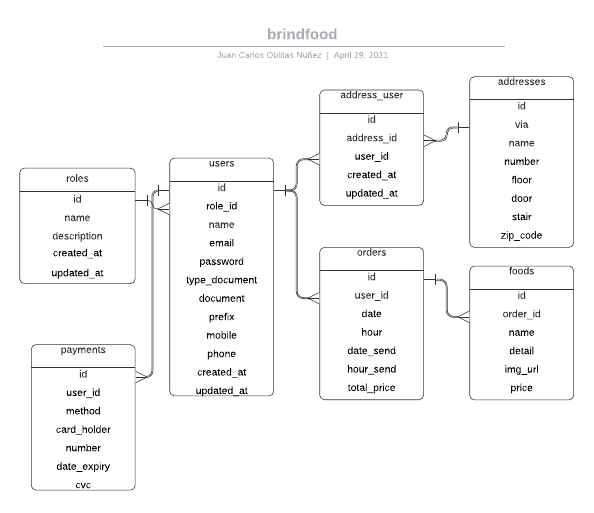 brindfood
Juan Carlos Oblitas Nuñez | April 29, 2021
roles
id
name
description
created_at
updated_at
payments
id
user_id
method
card_holder
number
date_expiry
cvc
users
id
role_id
name
email
password
type_document
document
prefix
mobile
phone
created_at
updated_at
address_user
id
address_id
user_id
created_at
updated_at
orders
id
user_id
date
hour
date_send
hour_send
total_price
addresses
id
via
name
number
floor
door
stair
zip_code
foods
id
order_id
name
detail
img_url
price